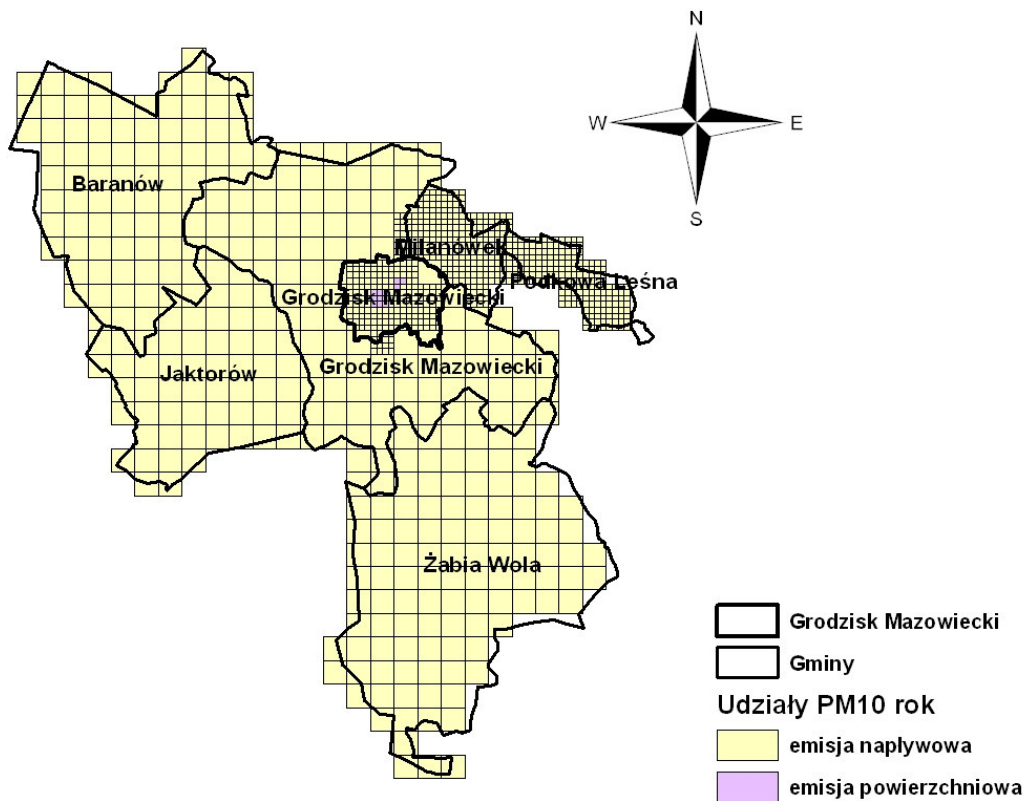 N
W
E
S
Baranów
Milanówek
Podkowa Leśna
Grodzisk Mazowiecki
Grodzisk Mazowiecki
Jaktorów
Żabia Wola
Grodzisk Mazowiecki
Gminy
Udziały PM10 rok
emisja napływowa
emisja powierzchniowa